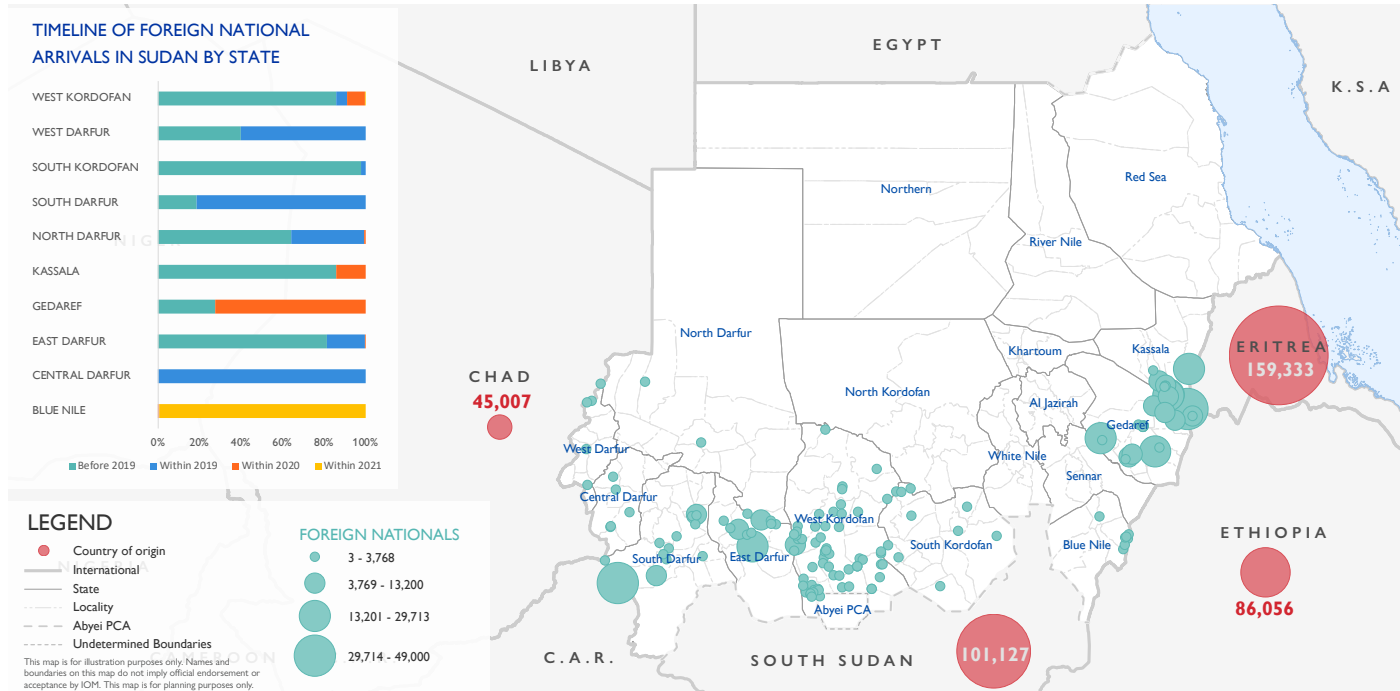 TIMELINE OF FOREIGN NATIONAL
ARRIVALS IN SUDAN BY STATE
WEST KORDOFAN
WEST DARFUR
SOUTH KORDOFAN
SOUTH DARFUR
NORTH DARFUR
KASSALA
GEDAREF
EAST DARFUR
CENTRAL DARFUR
BLUE NILE
0% 20% 40% 60% 80% 100%
Before 2019 Within 2019 Within 2020 Within 2021
LEGEND
Country of origin
International
State
Locality
Abyei PCA
Undetermined Boundaries
This map is for illustration purposes only. Names and
boundaries on this map do not imply official endorsement or
acceptance by IOM. This map is for planning purposes only.
FOREIGN NATIONALS
3 - 3,768
3,769 - 13,200
13,201 - 29,713
29,714 - 49,000
NIGERIA
CAMEROON
LIBYA
EGYPT
K.S.A
Northern
Red Sea
River Nile
North Darfur
Khartoum
Kassala
ERITREA
159,333
CHAD
45,007
North Kordofan
Al Jazirah
Gedaref
West Darfur
White Nile
Sennar
Central Darfur
West Kordofan
South Kordofan
Blue Nile
ETHIOPIA
86,056
South Darfur
East Darfur
Abyei PCA
C.A.R.
SOUTH SUDAN
101,127